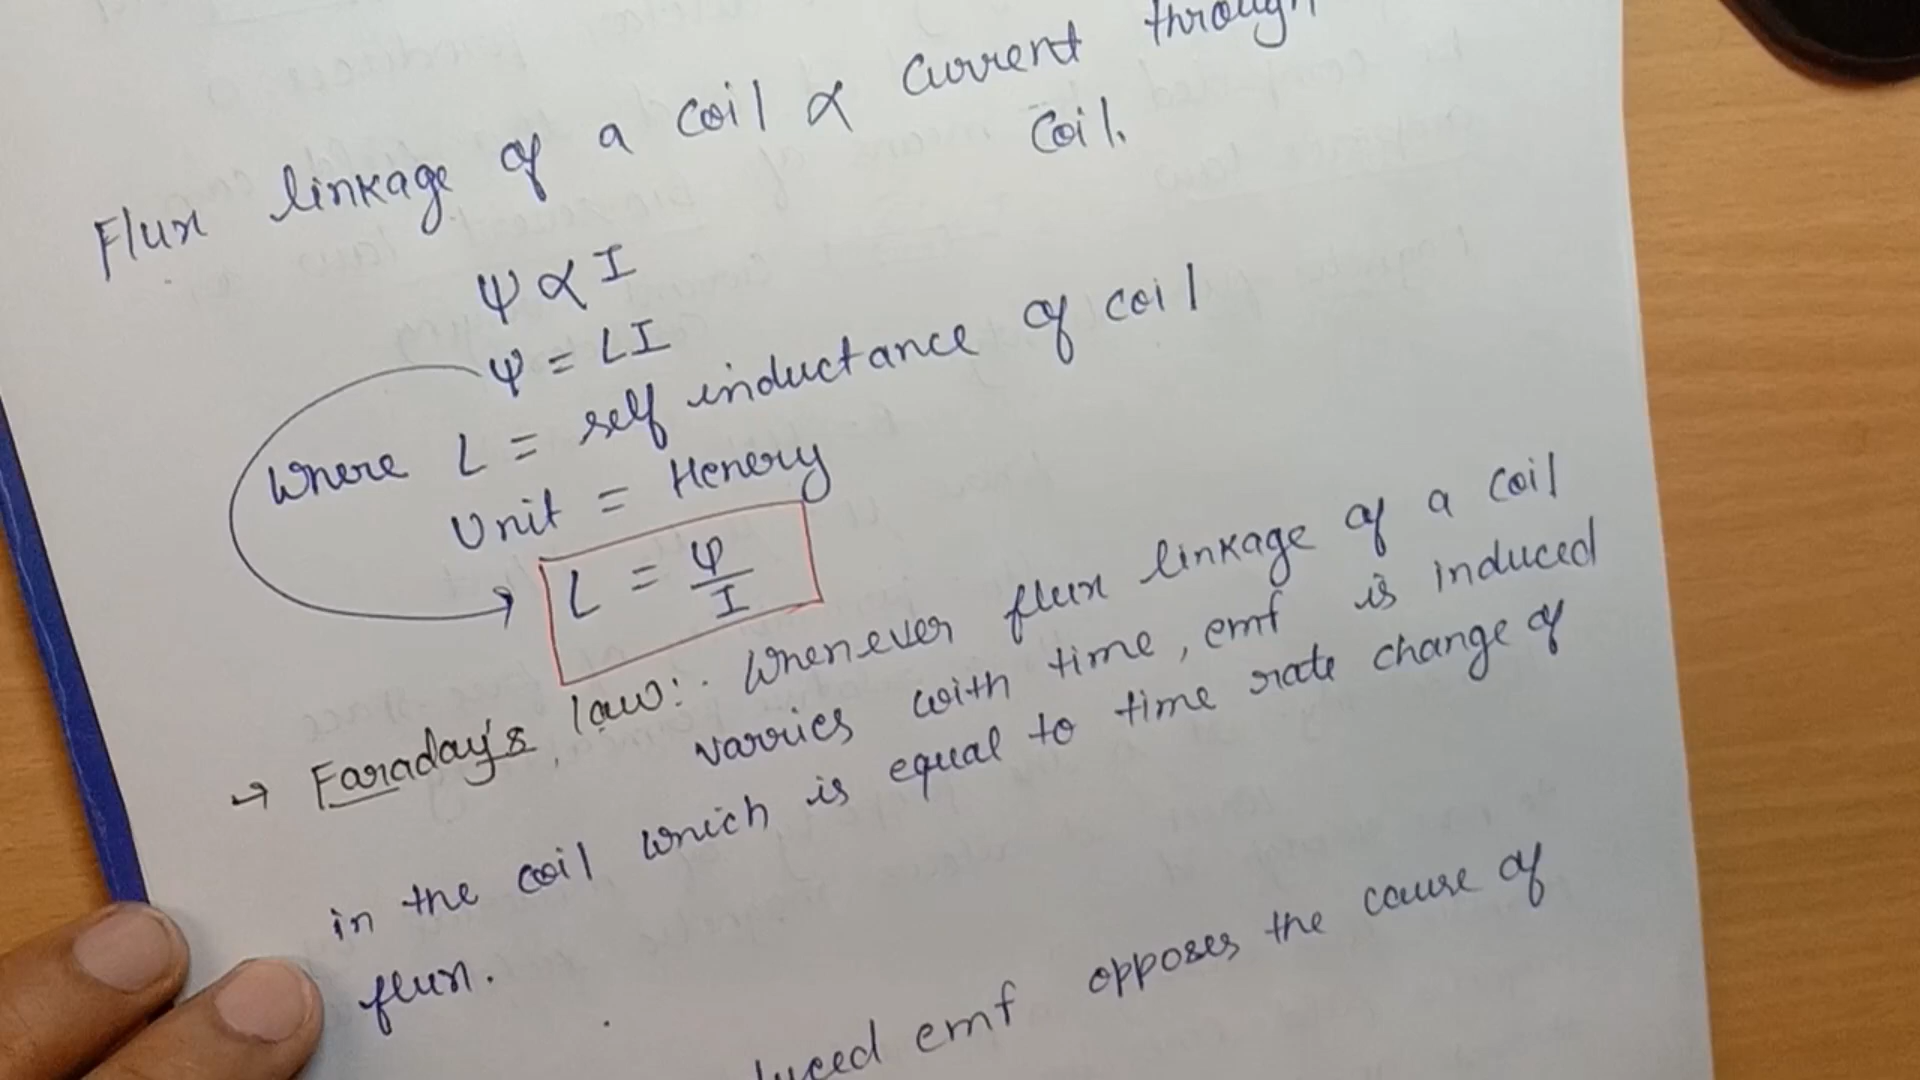 Flux linkage of a coil ∝ current through
coil.
ψ ∝ I
ψ = LI
Where L = self inductance of coil
Unit = Henery
L = ψ/I
→ Faraday's law:- Whenever flux linkage of a coil
varries with time, emf is induced
in the coil which is equal to time rate change of
flux.
emf opposes the cause of